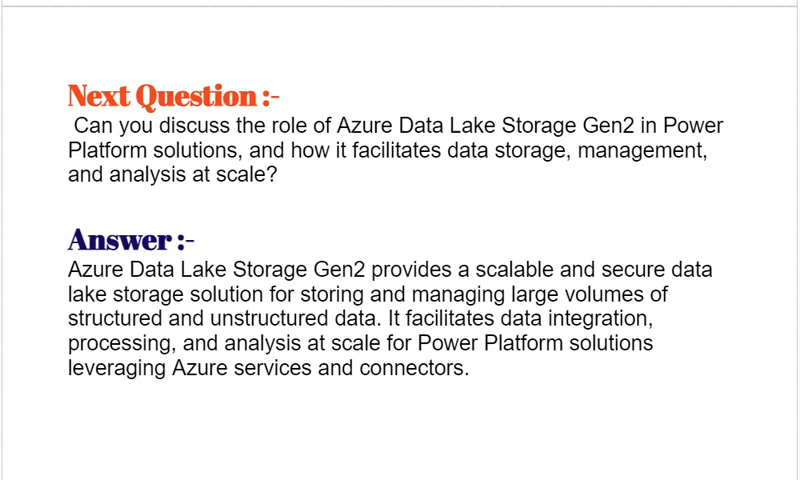 Next Question :-
Can you discuss the role of Azure Data Lake Storage Gen2 in Power
Platform solutions, and how it facilitates data storage, management,
and analysis at scale?
Answer :-
Azure Data Lake Storage Gen2 provides a scalable and secure data
lake storage solution for storing and managing large volumes of
structured and unstructured data. It facilitates data integration,
processing, and analysis at scale for Power Platform solutions
leveraging Azure services and connectors.